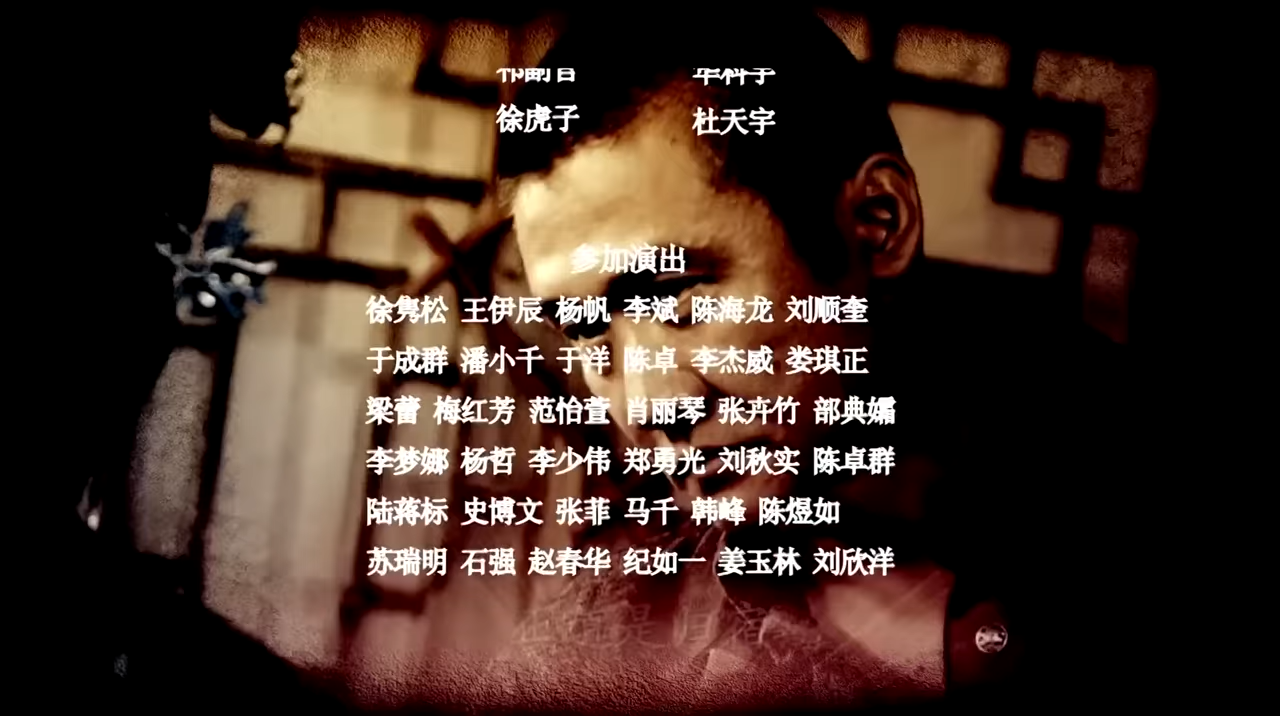 徐虎子 杜天宇
参加演出
徐隽松 王伊辰 杨帆 李斌 陈海龙 刘顺奎
于成群 潘小千 于洋 陈卓 李杰威 娄琪正
梁蕾 梅红芳 范怡萱 肖丽琴 张卉竹 部典孀
李梦娜 杨哲 李少伟 郑勇光 刘秋实 陈卓群
陆蒋标 史博文 张菲 马千 韩峰 陈煜如
苏瑞明 石强 赵春华 纪如一 姜玉林 刘欣洋